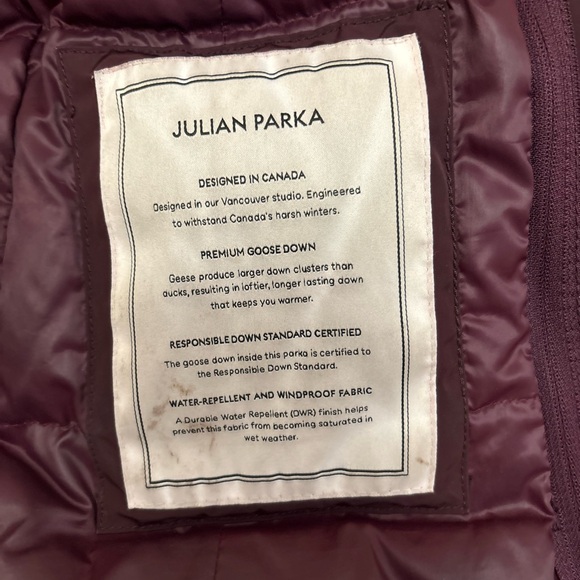 JULIAN PARKA
DESIGNED IN CANADA
Designed in our Vancouver studio. Engineered
to withstand Canada's harsh winters.
PREMIUM GOOSE DOWN
Geese produce larger down clusters than
ducks, resulting in loftier, longer lasting down
that keeps you warmer.
RESPONSIBLE DOWN STANDARD CERTIFIED
The goose down inside this parka is certified to
the Responsible Down Standard.
WATER-REPELLENT AND WINDPROOF FABRIC
A Durable Water Repellent (DWR) finish helps
prevent this fabric from becoming saturated in
wet weather.